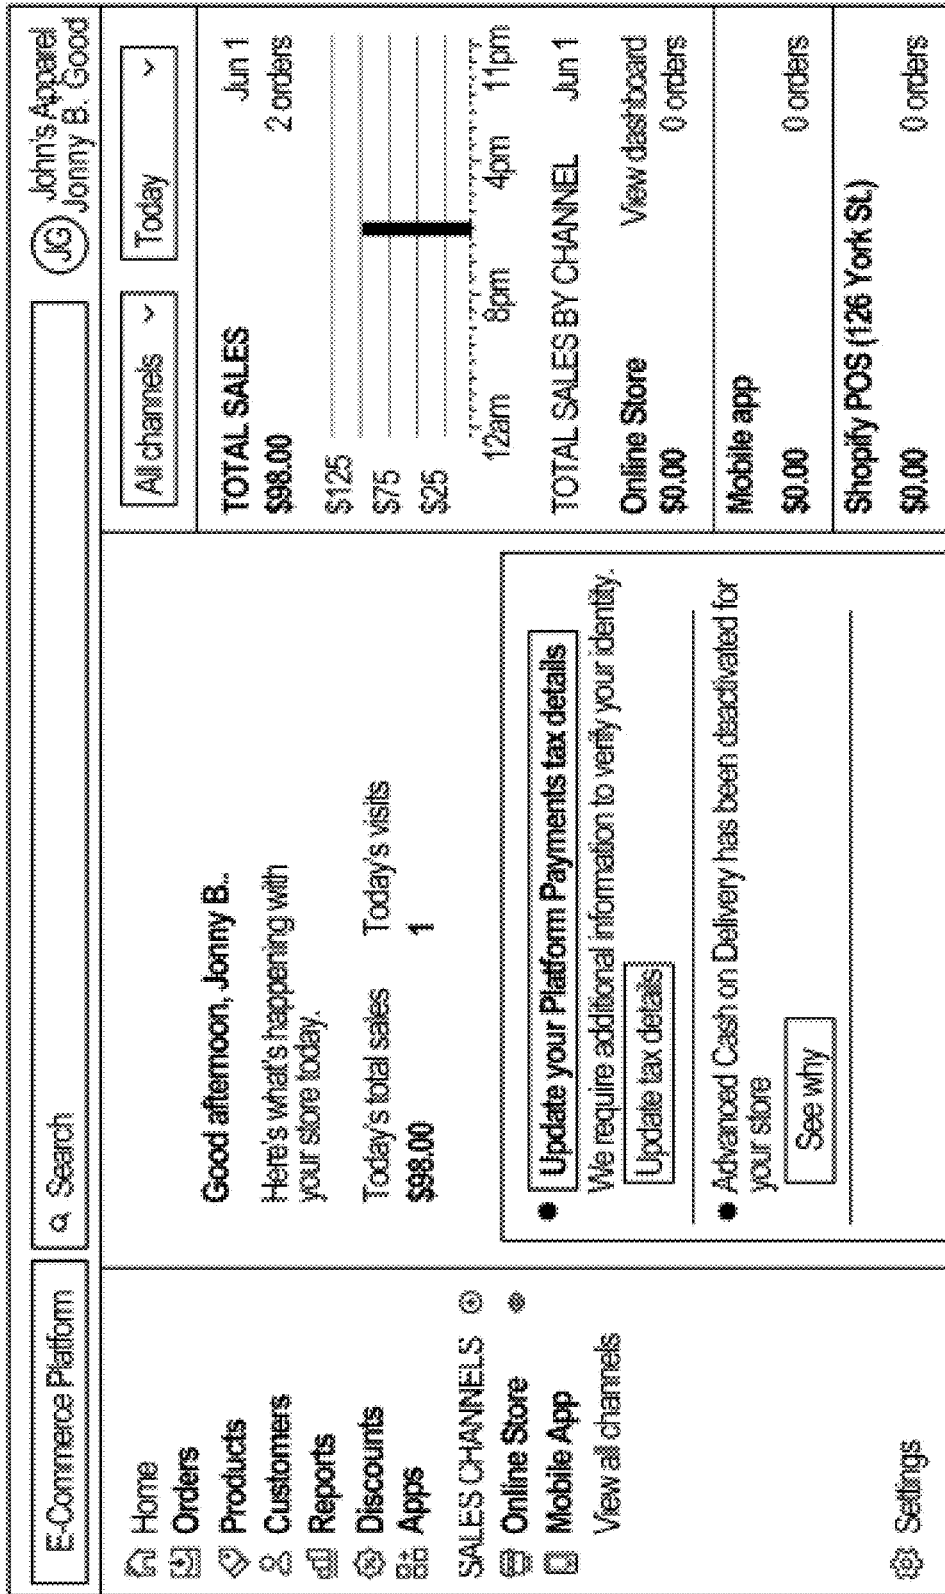 E-Commerce Platform
Search
JG
John's Apparel
Jonny B. Good
Home
Orders
Products
Customers
Reports
Discounts
Apps
SALES CHANNELS
Online Store
Mobile App
View all channels
Settings
Good afternoon, Jonny B..
Here's what's happening with
your store today.
Today's total sales Today's visits
$98.00 1
Update your Platform Payments tax details
We require additional information to verify your identity.
Update tax details
Advanced Cash on Delivery has been deactivated for
your store
See why
All channels Today
TOTAL SALES Jun 1
$98.00 2 orders
$125
$75
$25
12am 8pm 4pm 11pm
TOTAL SALES BY CHANNEL Jun 1
Online Store View dashboard
$0.00 0 orders
Mobile app
$0.00 0 orders
Shopify POS (126 York St.)
$0.00 0 orders